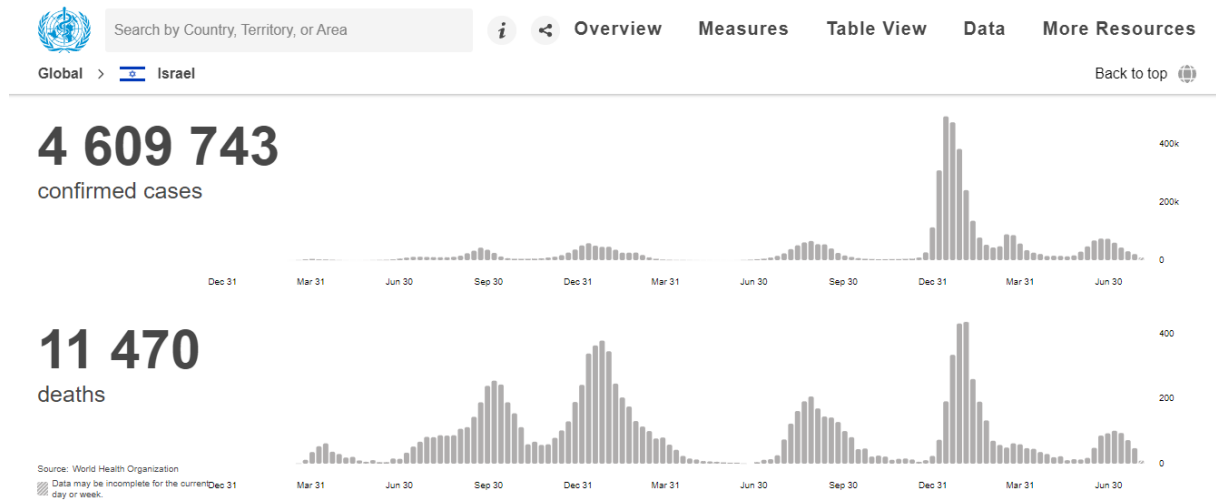 Search by Country, Territory, or Area
i
Overview Measures Table View Data More Resources
Global > Israel
Back to top
4 609 743
confirmed cases
400k
200k
0
Dec 31 Mar 31 Jun 30 Sep 30 Dec 31 Mar 31 Jun 30 Sep 30 Dec 31 Mar 31 Jun 30
11 470
deaths
400
200
0
Source: World Health Organization
Data may be incomplete for the current
day or week.
Dec 31 Mar 31 Jun 30 Sep 30 Dec 31 Mar 31 Jun 30 Sep 30 Dec 31 Mar 31 Jun 30